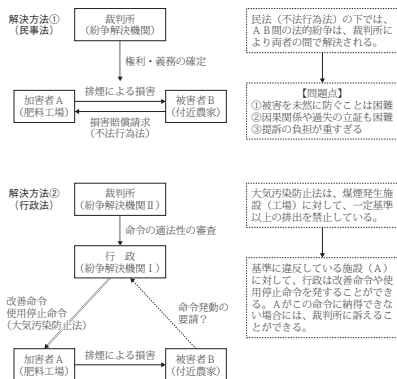 解決方法①
(民事法)
裁判所
(紛争解決機関)
権利・義務の確定
加害者A
(肥料工場)
排煙による損害
被害者B
(付近農家)
損害賠償請求
(不法行為法)
民法(不法行為法)の下では、
AB間の法的紛争は、裁判所に
より両者の間で解決される。
【問題点】
①被害を未然に防ぐことは困難
②因果関係や過失の立証も困難
③提訴の負担が重すぎる
解決方法②
(行政法)
裁判所
(紛争解決機関Ⅱ)
命令の適法性の審査
行 政
(紛争解決機関Ⅰ)
改善命令
使用停止命令
(大気汚染防止法)
命令発動の
要請?
加害者A
(肥料工場)
排煙による損害
被害者B
(付近農家)
大気汚染防止法は、煤煙発生施
設(工場)に対して、一定基準
以上の排出を禁止している。
基準に違反している施設(A)
に対して、行政は改善命令や使
用停止命令を発することができ
る。Aがこの命令に納得できな
い場合には、裁判所に訴えるこ
とができる。